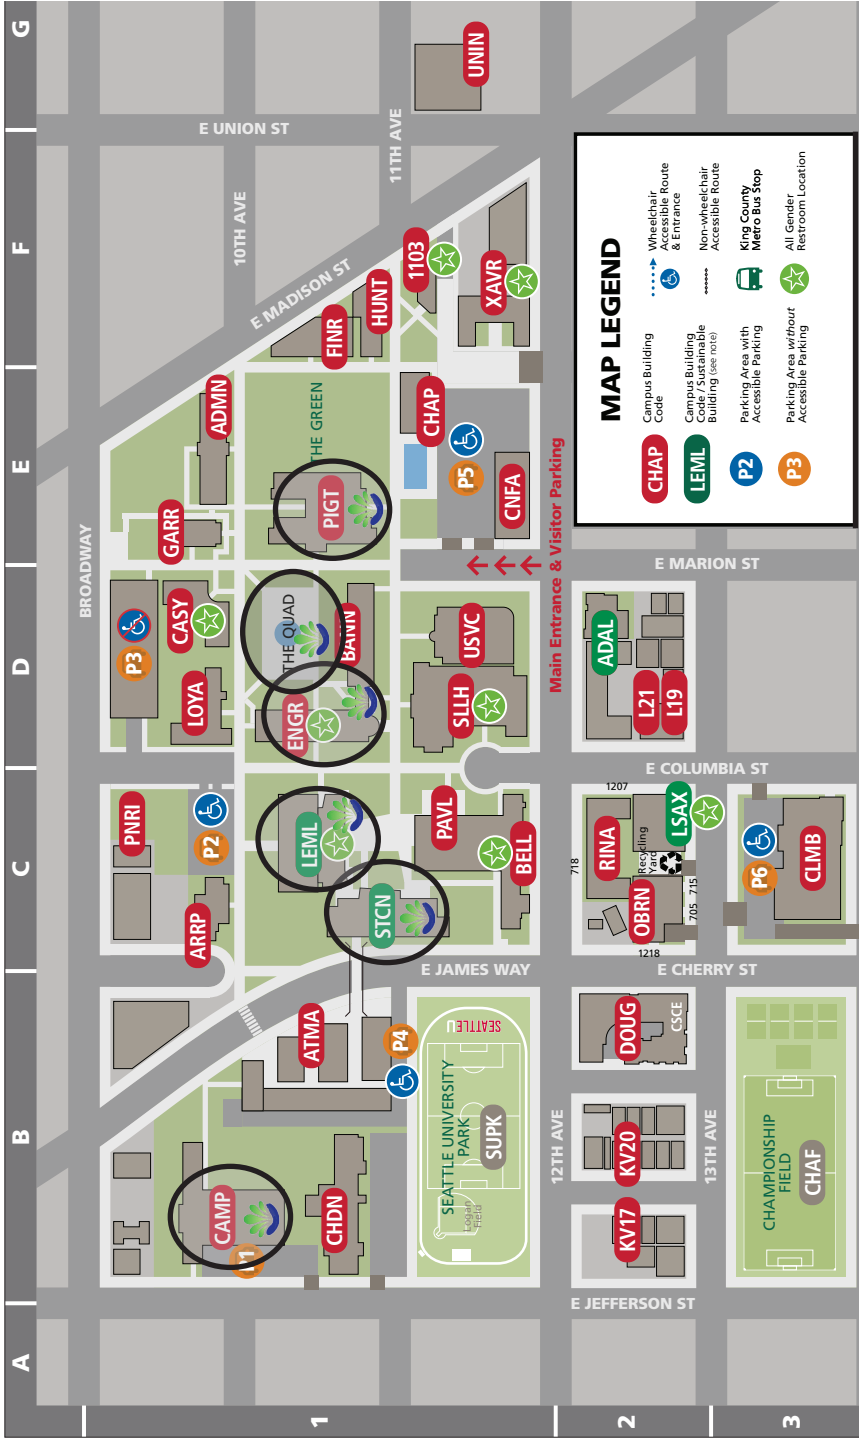 A
B
C
D
E
F
G
1
2
3
BROADWAY
10TH AVE
11TH AVE
12TH AVE
13TH AVE
E MADISON ST
E UNION ST
E MARION ST
E COLUMBIA ST
E CHERRY ST
E JAMES WAY
E JEFFERSON ST
Main Entrance & Visitor Parking
PNRI
P2
ARRP
P3
CASY
LOYA
GARR
ADMN
THE GREEN
PIGT
THE QUAD
BANN
ENGR
LEML
STCN
ATMA
P4
CAMP
CHDN
FINR
HUNT
1103
XAVR
UNIN
CHAP
P5
CNFA
USVC
SLLH
PAVL
BELL
SEATTLE UNIVERSITY
PARK
SUPK
Logan
Field
SEATTLEU
ADAL
L21
L19
1207
718
RINA
LSAX
Recycling
Yard
OBRN
705
715
1218
P6
CLMB
DOUG
CSCE
KV20
KV17
CHAMPIONSHIP
FIELD
CHAF
MAP LEGEND
CHAP
Campus Building
Code
LEML
Campus Building
Code / Sustainable
Building (see note)
P2
Parking Area with
Accessible Parking
P3
Parking Area without
Accessible Parking
Wheelchair
Accessible Route
& Entrance
Non-wheelchair
Accessible Route
King County
Metro Bus Stop
All Gender
Restroom Location